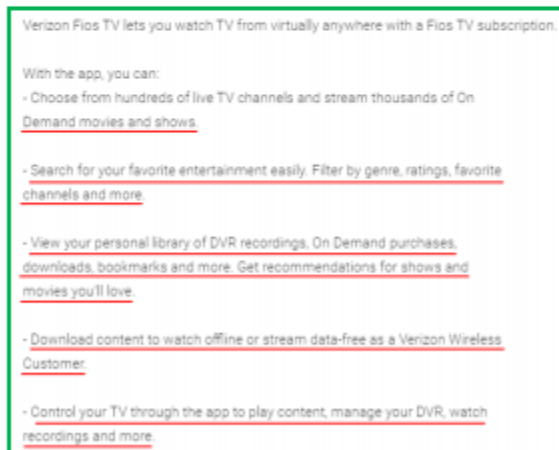 Verizon Fios TV lets you watch TV from virtually anywhere with a Fios TV subscription.
With the app, you can:
- Choose from hundreds of live TV channels and stream thousands of On
Demand movies and shows.
- Search for your favorite entertainment easily. Filter by genre, ratings, favorite
channels and more.
- View your personal library of DVR recordings, On Demand purchases,
downloads, bookmarks and more. Get recommendations for shows and
movies you'll love.
- Download content to watch offline or stream data-free as a Verizon Wireless
Customer.
- Control your TV through the app to play content, manage your DVR, watch
recordings and more.